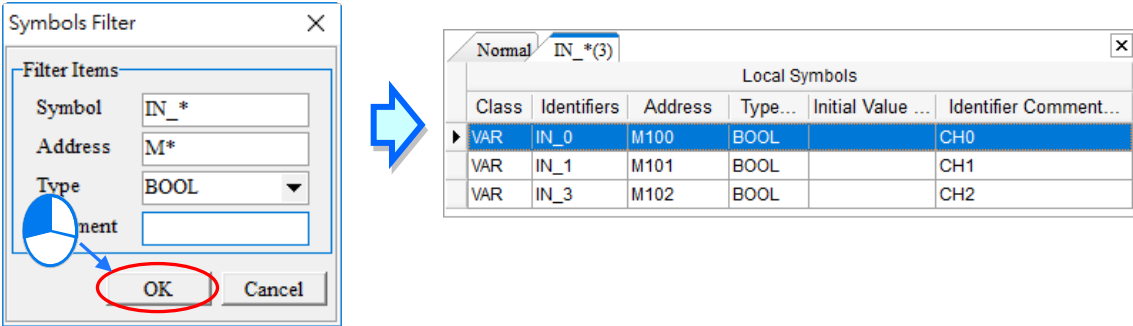 Symbols Filter
Filter Items
Symbol IN_*
Address M*
Type BOOL
ment
OK Cancel
Normal IN_*(3)
Local Symbols
Class Identifiers Address Type... Initial Value ... Identifier Comment...
VAR IN_0 M100 BOOL CH0
VAR IN_1 M101 BOOL CH1
VAR IN_3 M102 BOOL CH2